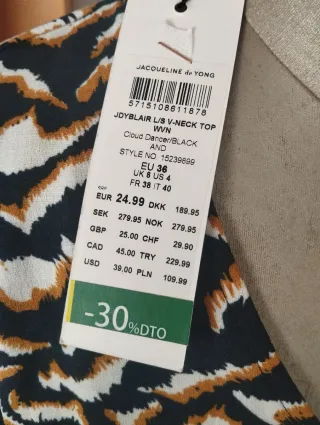 JACQUELINE de YONG
5715108611878
JDYBLAIR L/S V-NECK TOP
WVN
Cloud Dancer/BLACK
AND
STYLE NO. 15239699
EU 36
UK 8 US 4
FR 38 IT 40
EUR 24.99 DKK 189.95
SEK 279.95 NOK 279.95
GBP 25.00 CHF 29.90
CAD 45.00 TRY 229.99
USD 39.00 PLN 109.99
-30%DTO